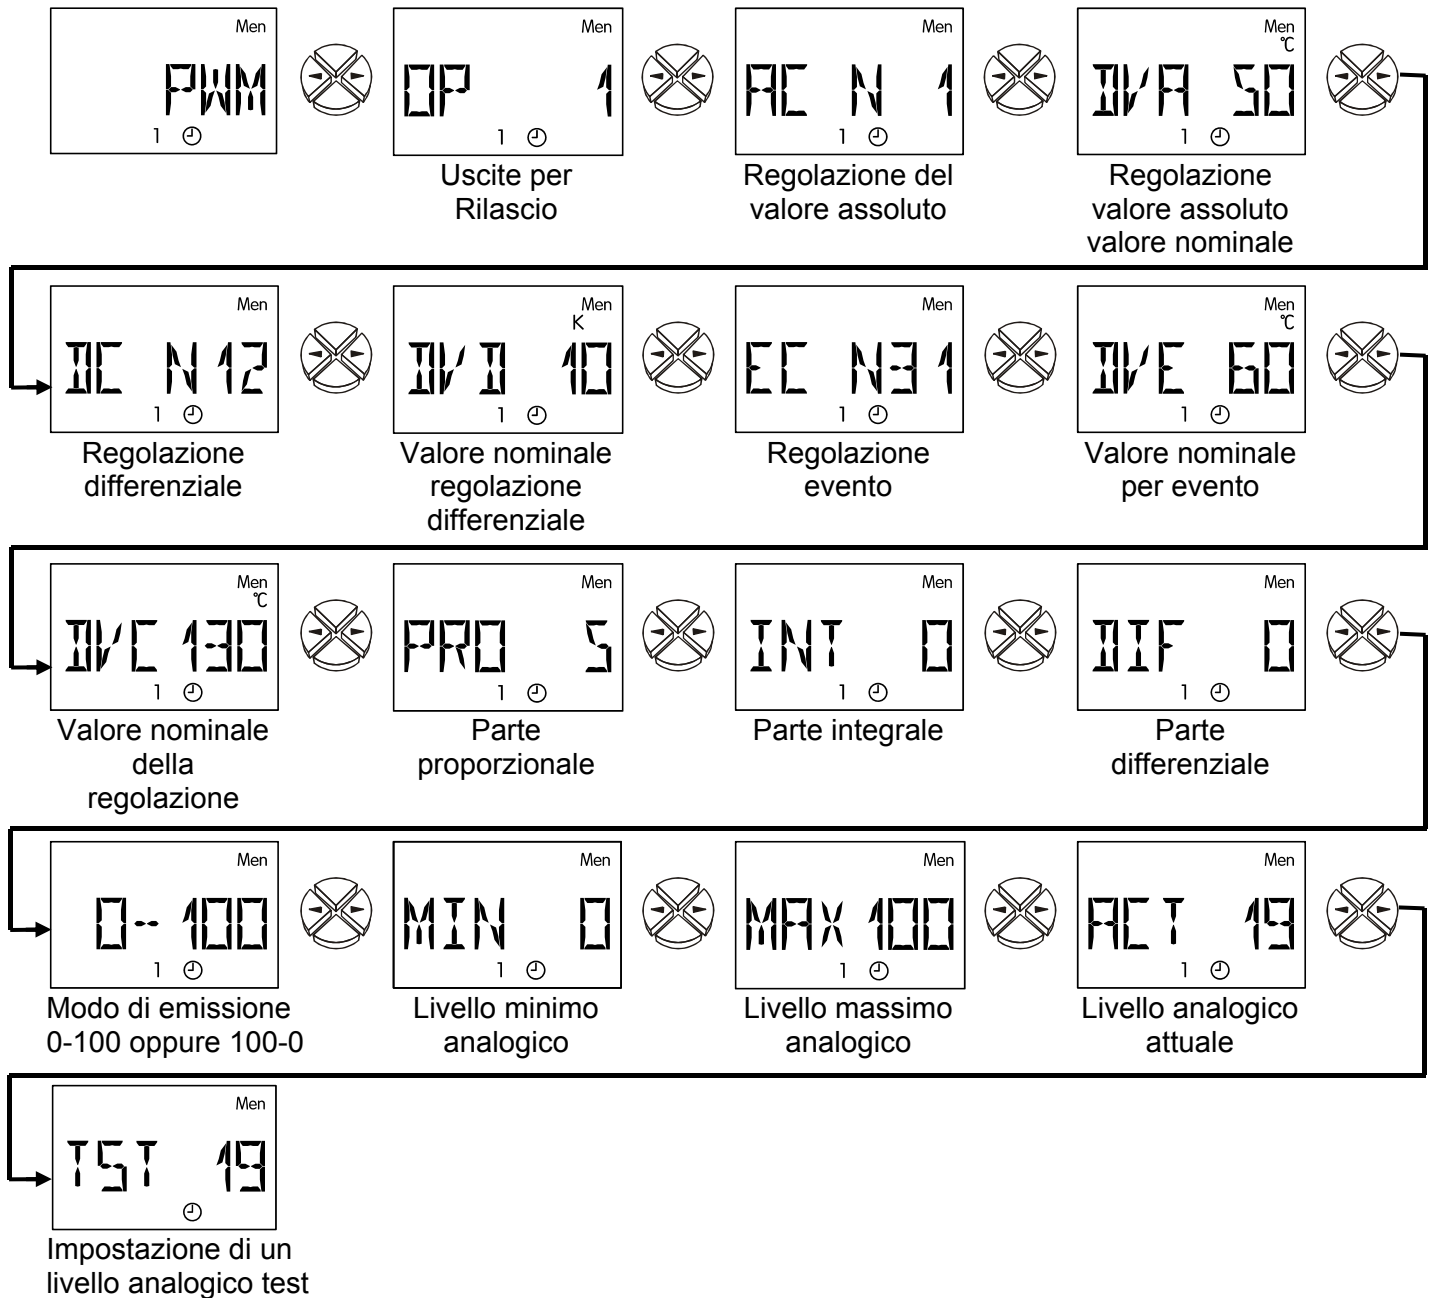 Men
PWM
1
Men
OP 1
1
Uscite per
Rilascio
Men
AC N 1
1
Regolazione del
valore assoluto
Men
°C
DVA 50
1
Regolazione
valore assoluto
valore nominale
Men
DC N12
1
Regolazione
differenziale
Men
K
DVD 10
1
Valore nominale
regolazione
differenziale
Men
EC N31
1
Regolazione
evento
Men
°C
DVE 60
1
Valore nominale
per evento
Men
°C
DVC 130
1
Valore nominale
della
regolazione
Men
PRO 5
1
Parte
proporzionale
Men
INT 0
1
Parte integrale
Men
DIF 0
1
Parte
differenziale
Men
0-100
1
Modo di emissione
0-100 oppure 100-0
Men
MIN 0
1
Livello minimo
analogico
Men
MAX 100
1
Livello massimo
analogico
Men
ACT 19
1
Livello analogico
attuale
Men
TST 19
Impostazione di un
livello analogico test